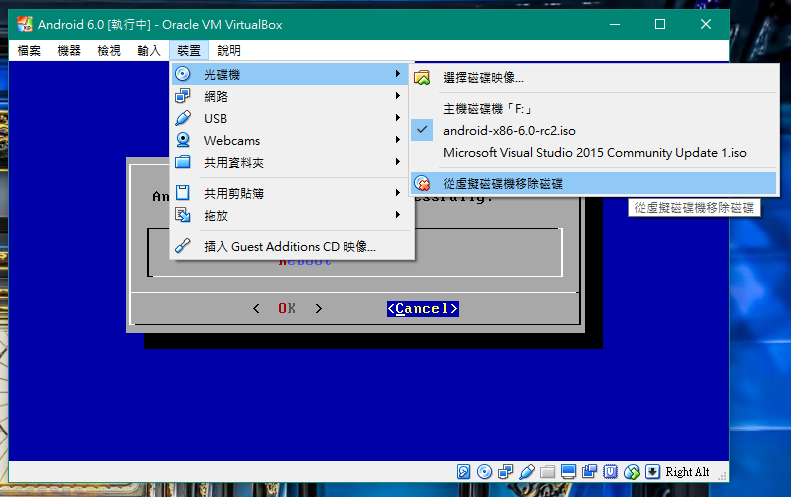 Android 6.0 [執行中] - Oracle VM VirtualBox
檔案 機器 檢視 輸入 裝置 說明
光碟機
網路
USB
Webcams
共用資料夾
共用剪貼簿
拖放
插入 Guest Additions CD 映像...
選擇磁碟映像...
主機磁碟機「F:」
android-x86-6.0-rc2.iso
Microsoft Visual Studio 2015 Community Update 1.iso
從虛擬磁碟機移除磁碟
從虛擬磁碟機移除磁碟
Reboot
< OK > <Cancel>
Right Alt